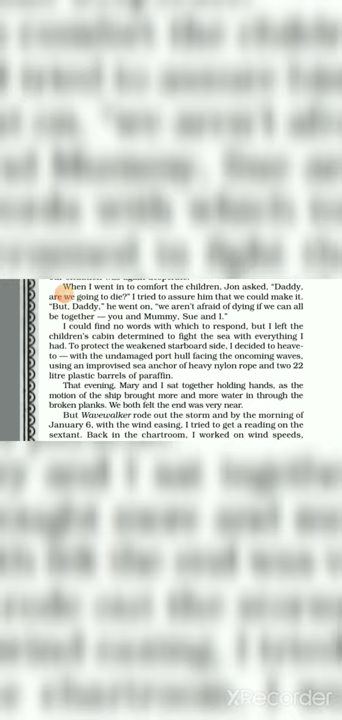 When I went in to comfort the children, Jon asked, “Daddy,
are we going to die?” I tried to assure him that we could make it.
“But, Daddy,” he went on, “we aren’t afraid of dying if we can all
be together — you and Mummy, Sue and I.”
I could find no words with which to respond, but I left the
children’s cabin determined to fight the sea with everything I
had. To protect the weakened starboard side, I decided to heave-
to — with the undamaged port hull facing the oncoming waves,
using an improvised sea anchor of heavy nylon rope and two 22
litre plastic barrels of paraffin.
That evening, Mary and I sat together holding hands, as the
motion of the ship brought more and more water in through the
broken planks. We both felt the end was very near.
But Wavewalker rode out the storm and by the morning of
January 6, with the wind easing, I tried to get a reading on the
sextant. Back in the chartroom, I worked on wind speeds,
XRecorder